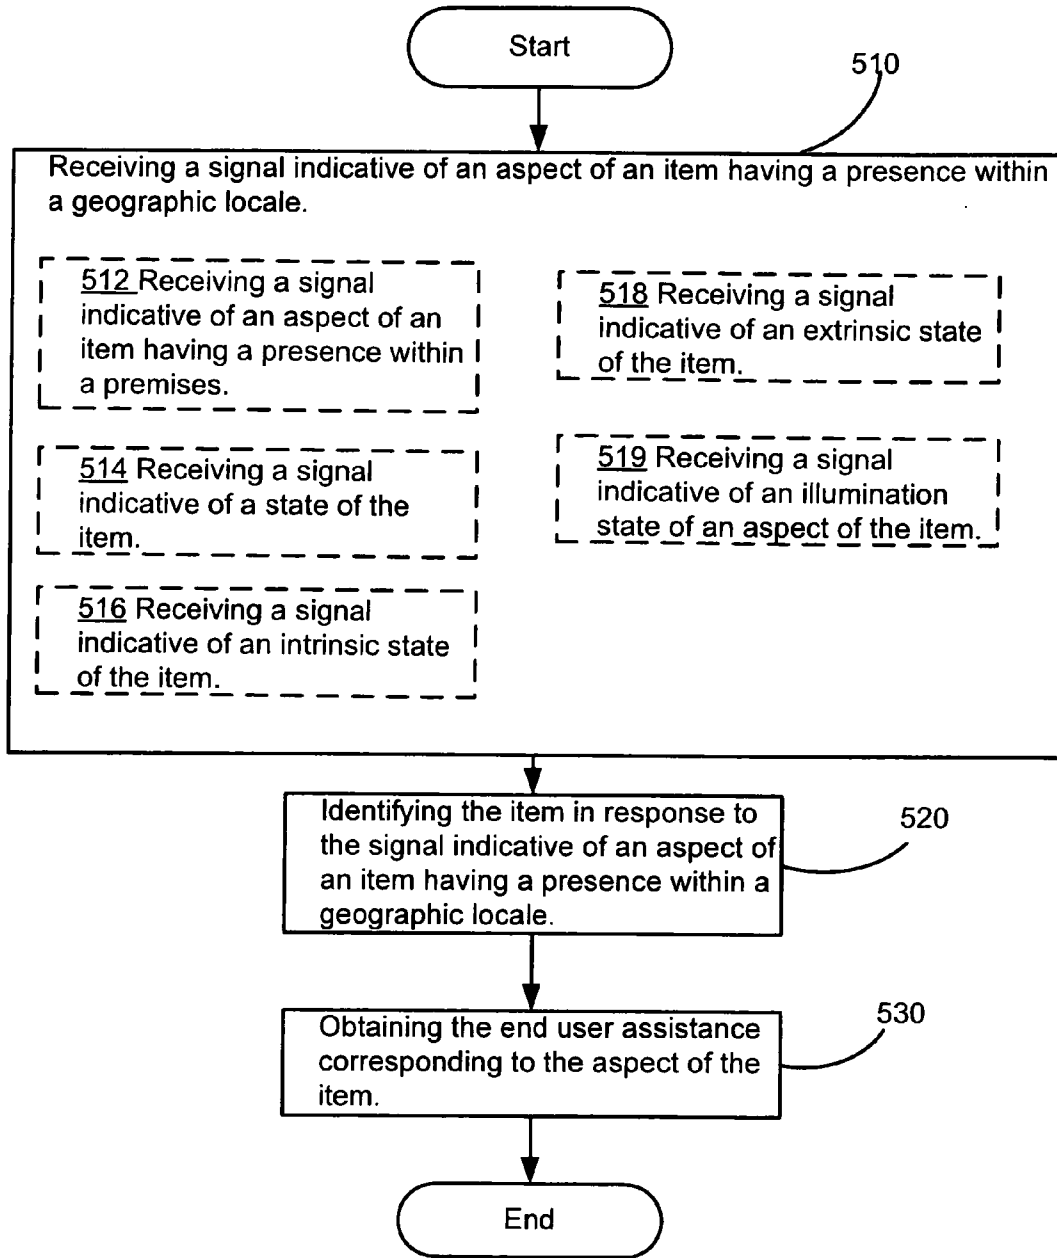 Start
510
Receiving a signal indicative of an aspect of an item having a presence within
a geographic locale.
512 Receiving a signal
indicative of an aspect of an
item having a presence within
a premises.
514 Receiving a signal
indicative of a state of the
item.
516 Receiving a signal
indicative of an intrinsic state
of the item.
518 Receiving a signal
indicative of an extrinsic state
of the item.
519 Receiving a signal
indicative of an illumination
state of an aspect of the item.
Identifying the item in response to
the signal indicative of an aspect of
an item having a presence within a
geographic locale.
520
Obtaining the end user assistance
corresponding to the aspect of the
item.
530
End